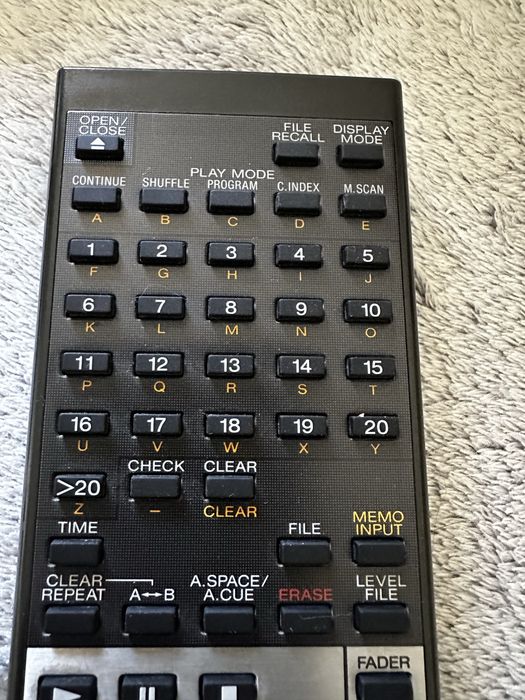 OPEN/
CLOSE
FILE
RECALL
DISPLAY
MODE
PLAY MODE
CONTINUE SHUFFLE PROGRAM C.INDEX M.SCAN
A B C D E
1 2 3 4 5
F G H I J
6 7 8 9 10
K L M N O
11 12 13 14 15
P Q R S T
16 17 18 19 20
U V W X Y
>20
CHECK CLEAR
Z – CLEAR
TIME
FILE
MEMO
INPUT
CLEAR
REPEAT
A↔B
A.SPACE/
A.CUE
ERASE
LEVEL
FILE
FADER